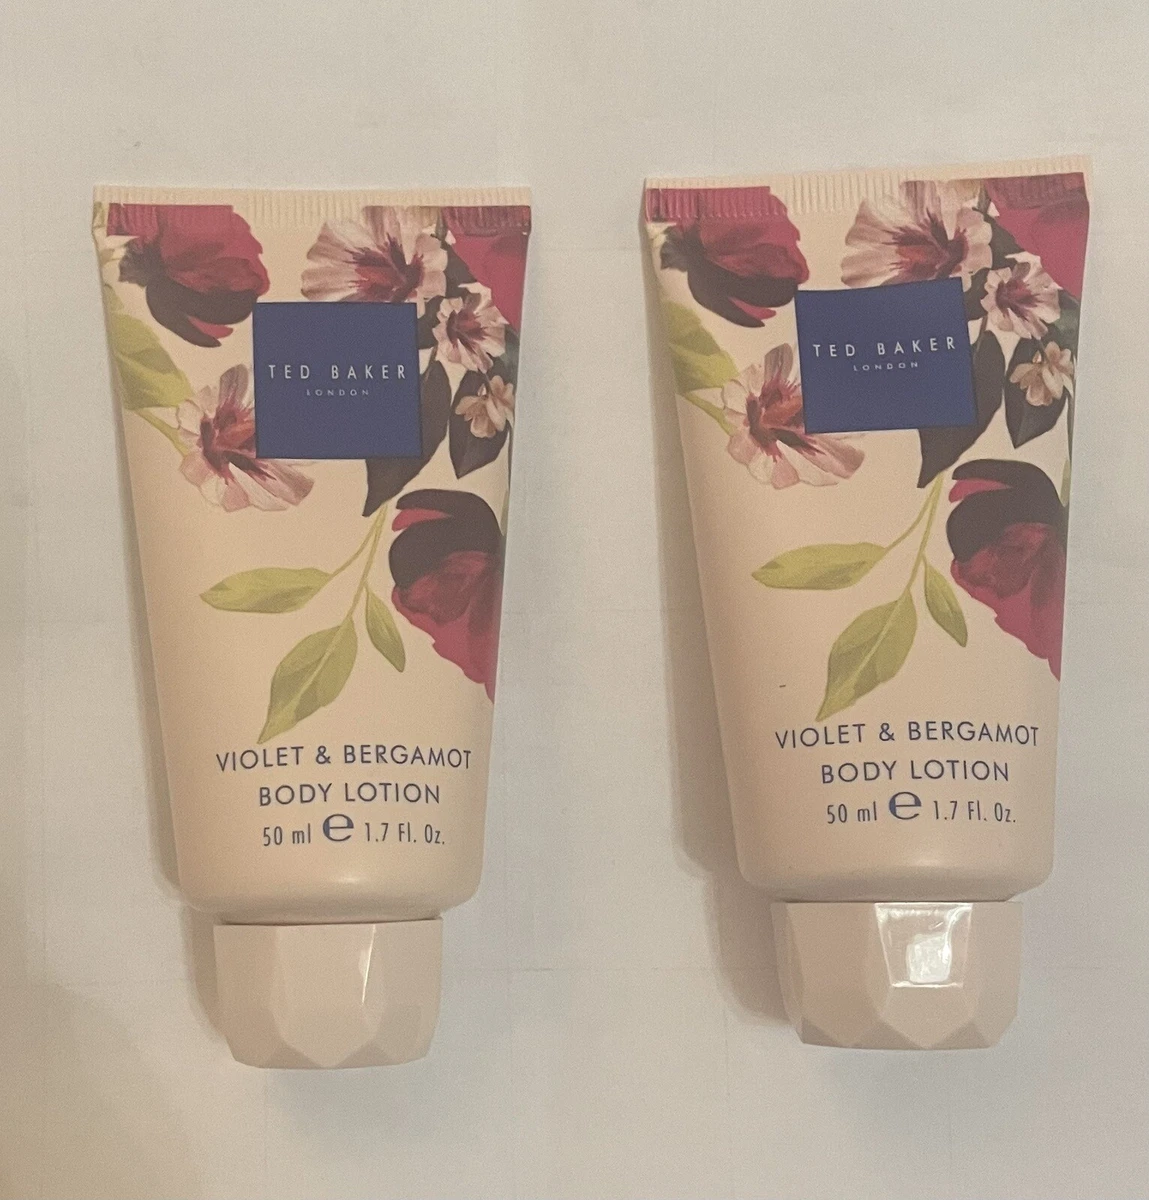 TED BAKER
LONDON
VIOLET & BERGAMOT
BODY LOTION
50 ml e 1.7 Fl. Oz.
TED BAKER
LONDON
VIOLET & BERGAMOT
BODY LOTION
50 ml e 1.7 Fl. Oz.